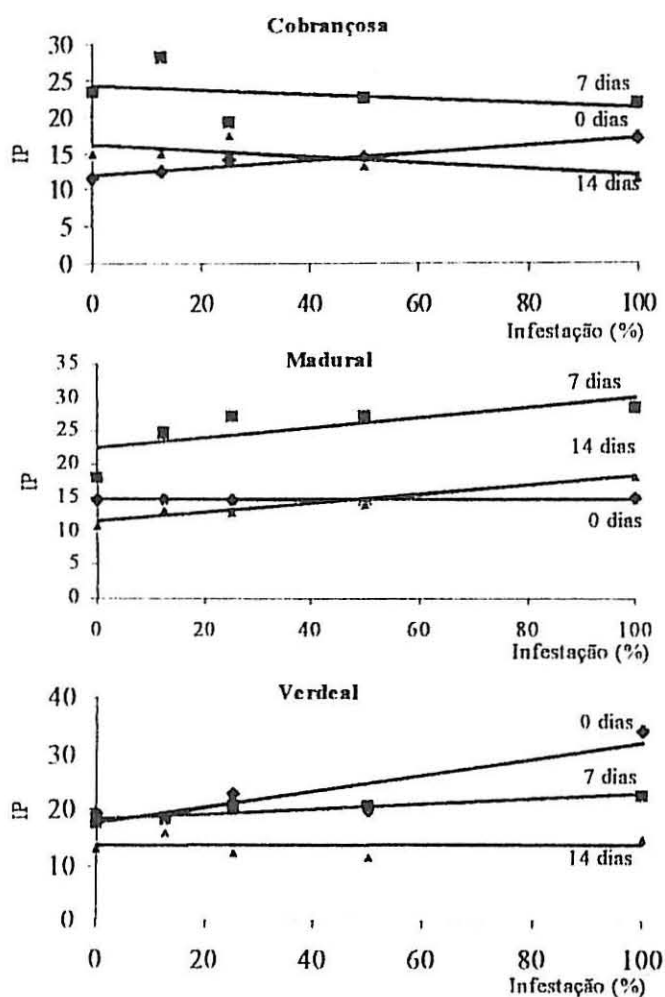 Cobrançosa
30
25
20
15
10
5
0
IP
7 dias
0 dias
14 dias
0 20 40 60 80 100
Infestação (%)
Madural
35
30
25
20
15
10
5
0
IP
7 dias
14 dias
0 dias
0 20 40 60 80 100
Infestação (%)
Verdeal
40
30
20
10
0
IP
0 dias
7 dias
14 dias
0 20 40 60 80 100
Infestação (%)